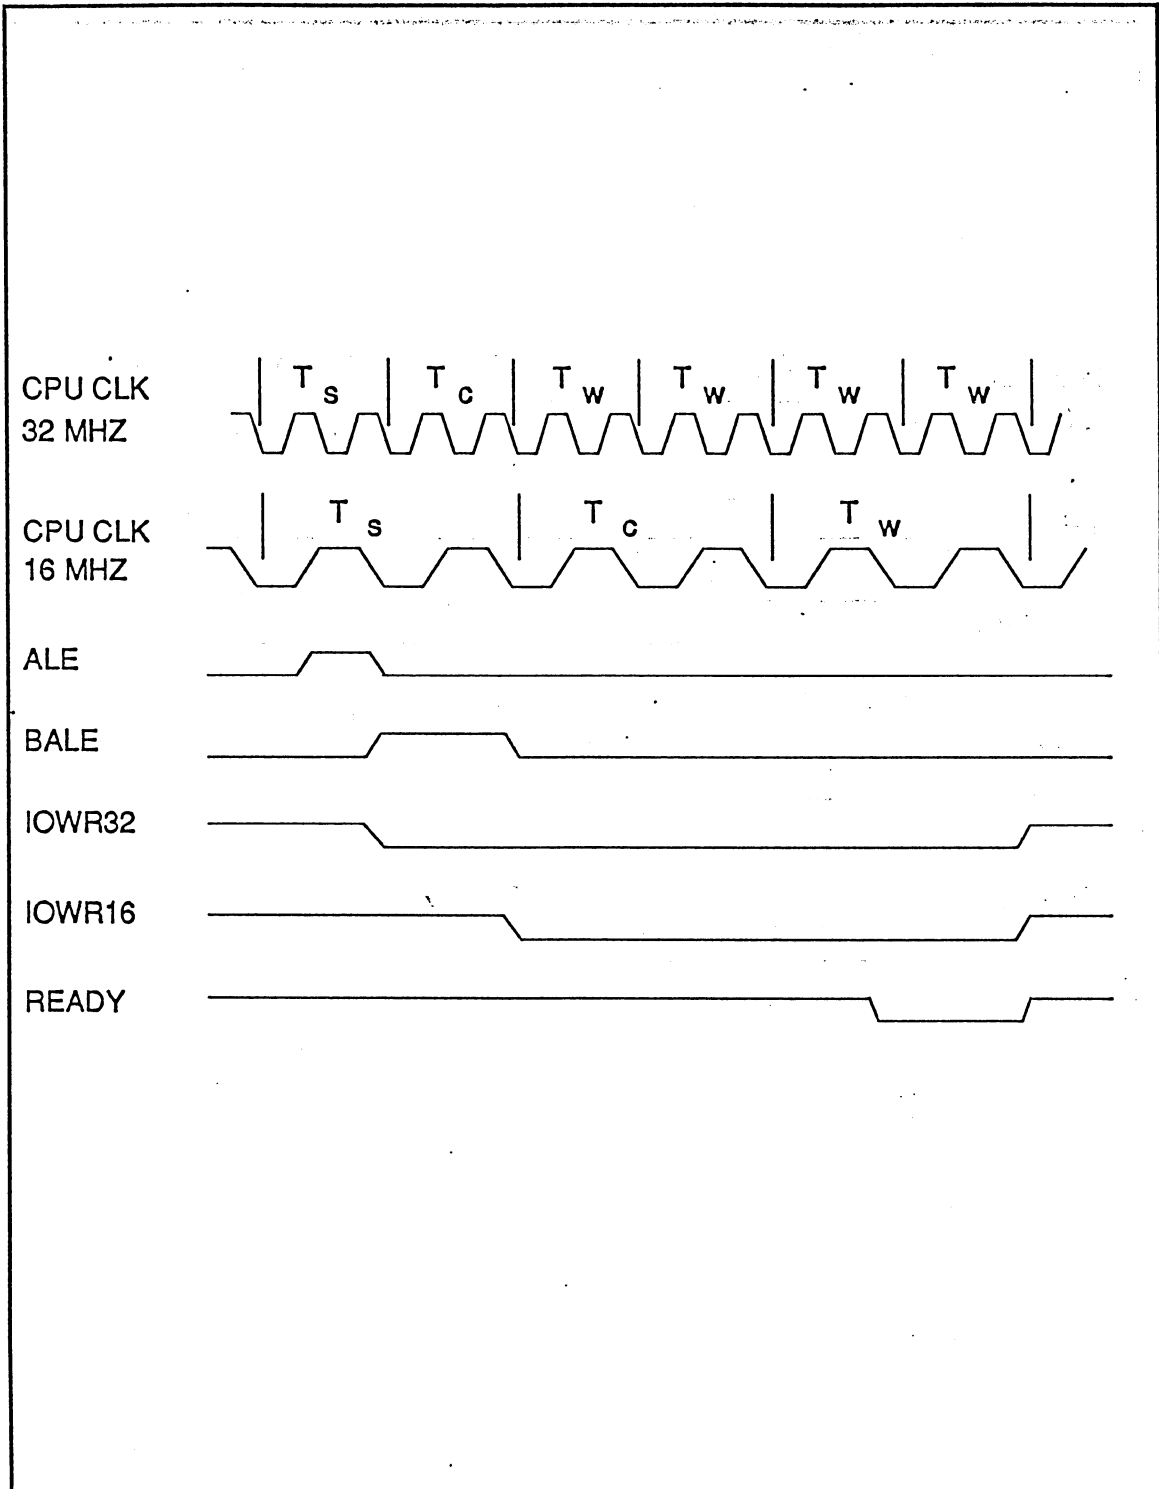 CPU CLK
32 MHZ
T S T C T W T W T W T W
CPU CLK
16 MHZ
T S T C T W
ALE
BALE
IOWR32
IOWR16
READY